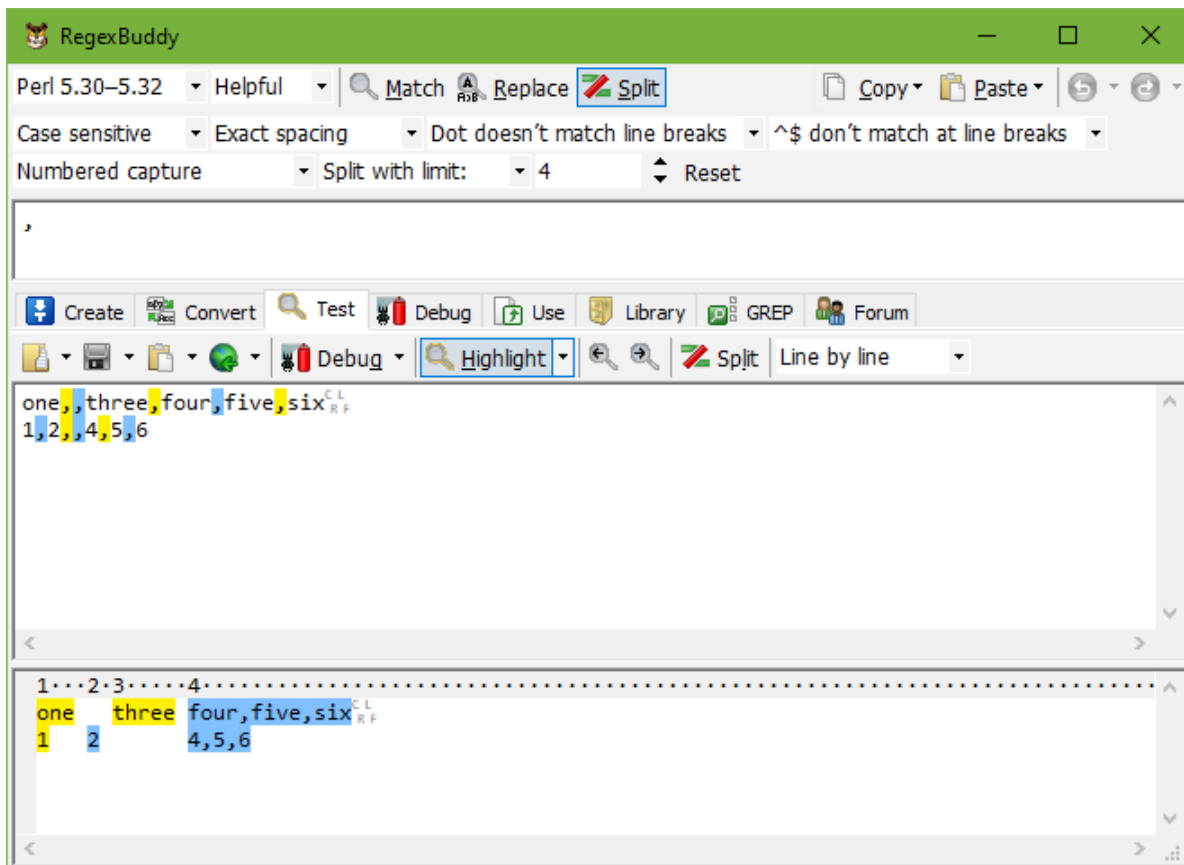 RegexBuddy
Perl 5.30–5.32 Helpful Match Replace Split Copy Paste
Case sensitive Exact spacing Dot doesn't match line breaks ^$ don't match at line breaks
Numbered capture Split with limit: 4 Reset
,
Create Convert Test Debug Use Library GREP Forum
Debug Highlight Split Line by line
one,,three,four,five,six CRLF
1,2,,4,5,6
1···2·3·····4····················································································
one three four,five,six CRLF
1 2 4,5,6